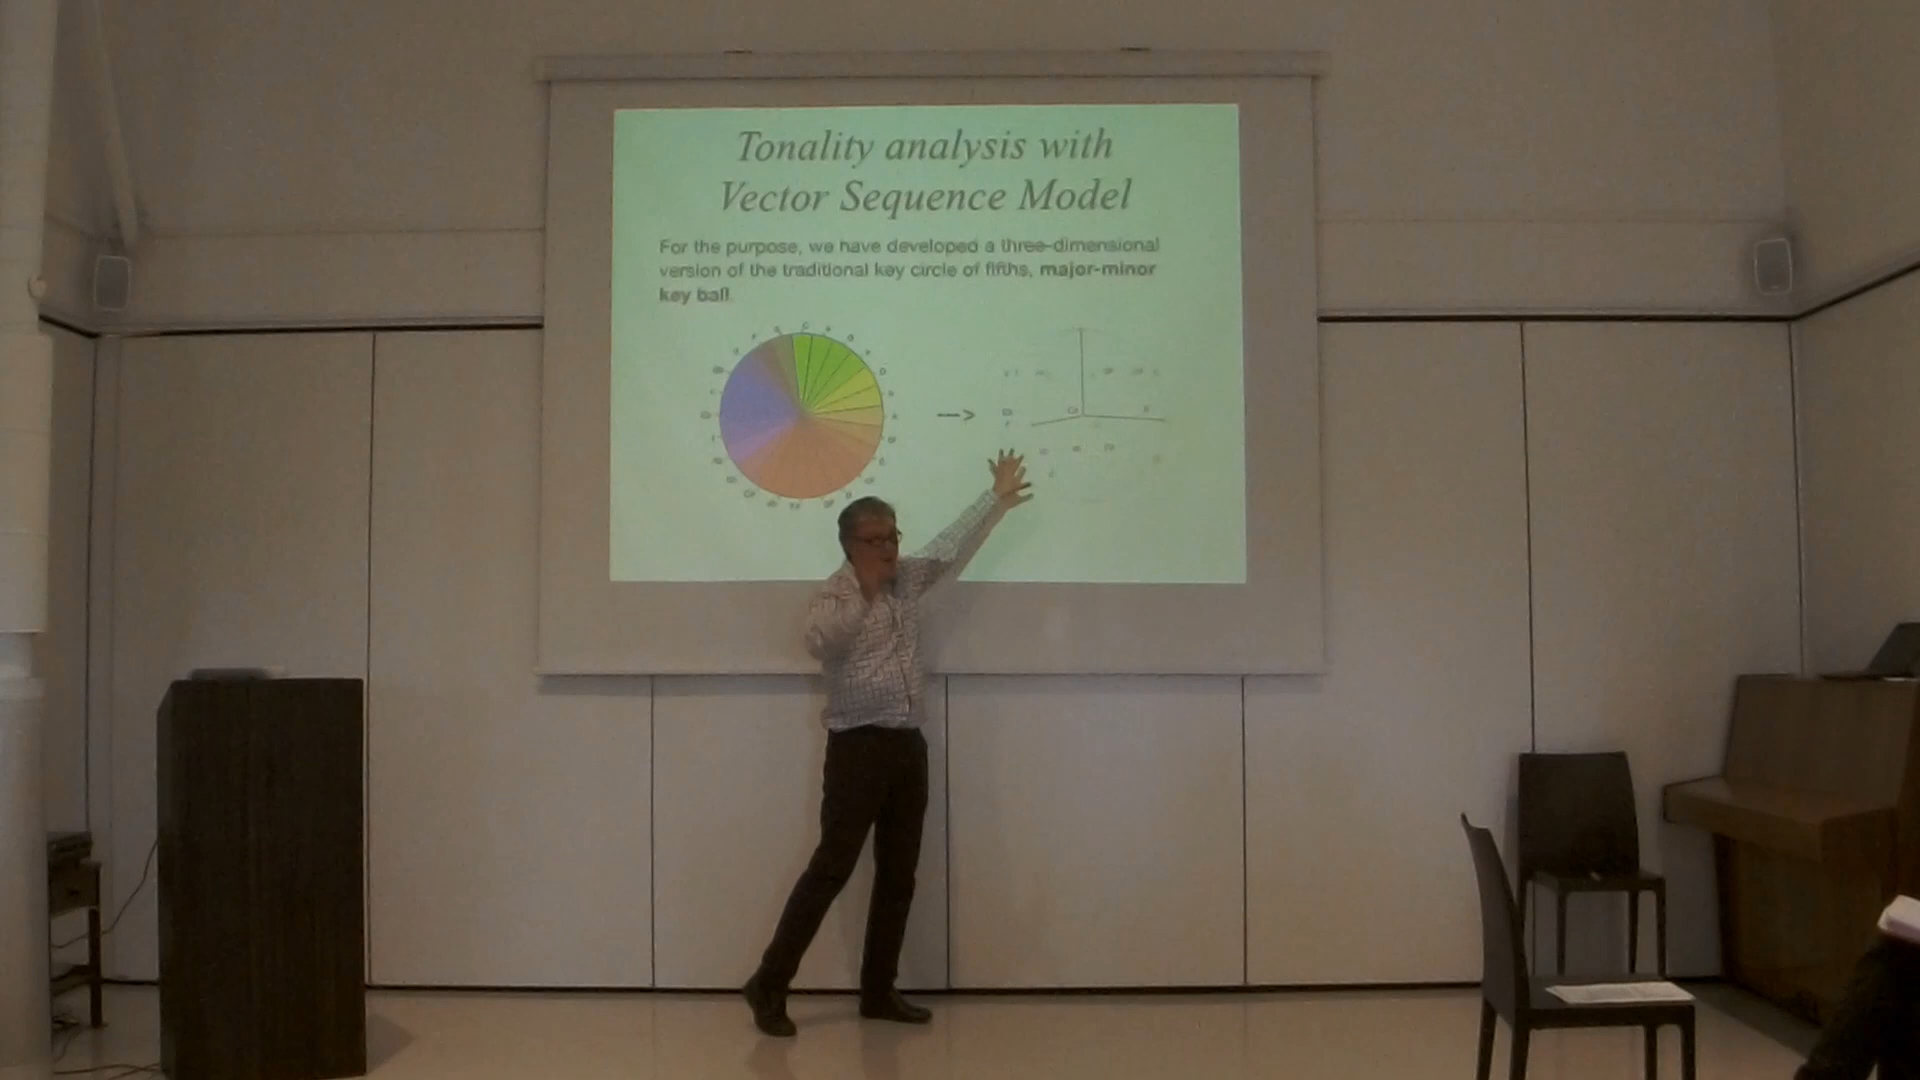 Tonality analysis with
Vector Sequence Model
For the purpose, we have developed a three-dimensional
version of the traditional key circle of fifths, major-minor
key ball.
--->